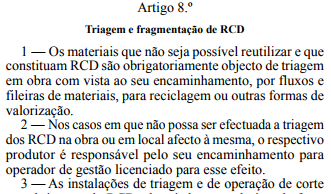 Artigo 8.º
Triagem e fragmentação de RCD
1 — Os materiais que não seja possível reutilizar e que
constituam RCD são obrigatoriamente objecto de triagem
em obra com vista ao seu encaminhamento, por fluxos e
fileiras de materiais, para reciclagem ou outras formas de
valorização.
2 — Nos casos em que não possa ser efectuada a triagem
dos RCD na obra ou em local afecto à mesma, o respectivo
produtor é responsável pelo seu encaminhamento para
operador de gestão licenciado para esse efeito.
3 — As instalações de triagem e de operação de corte